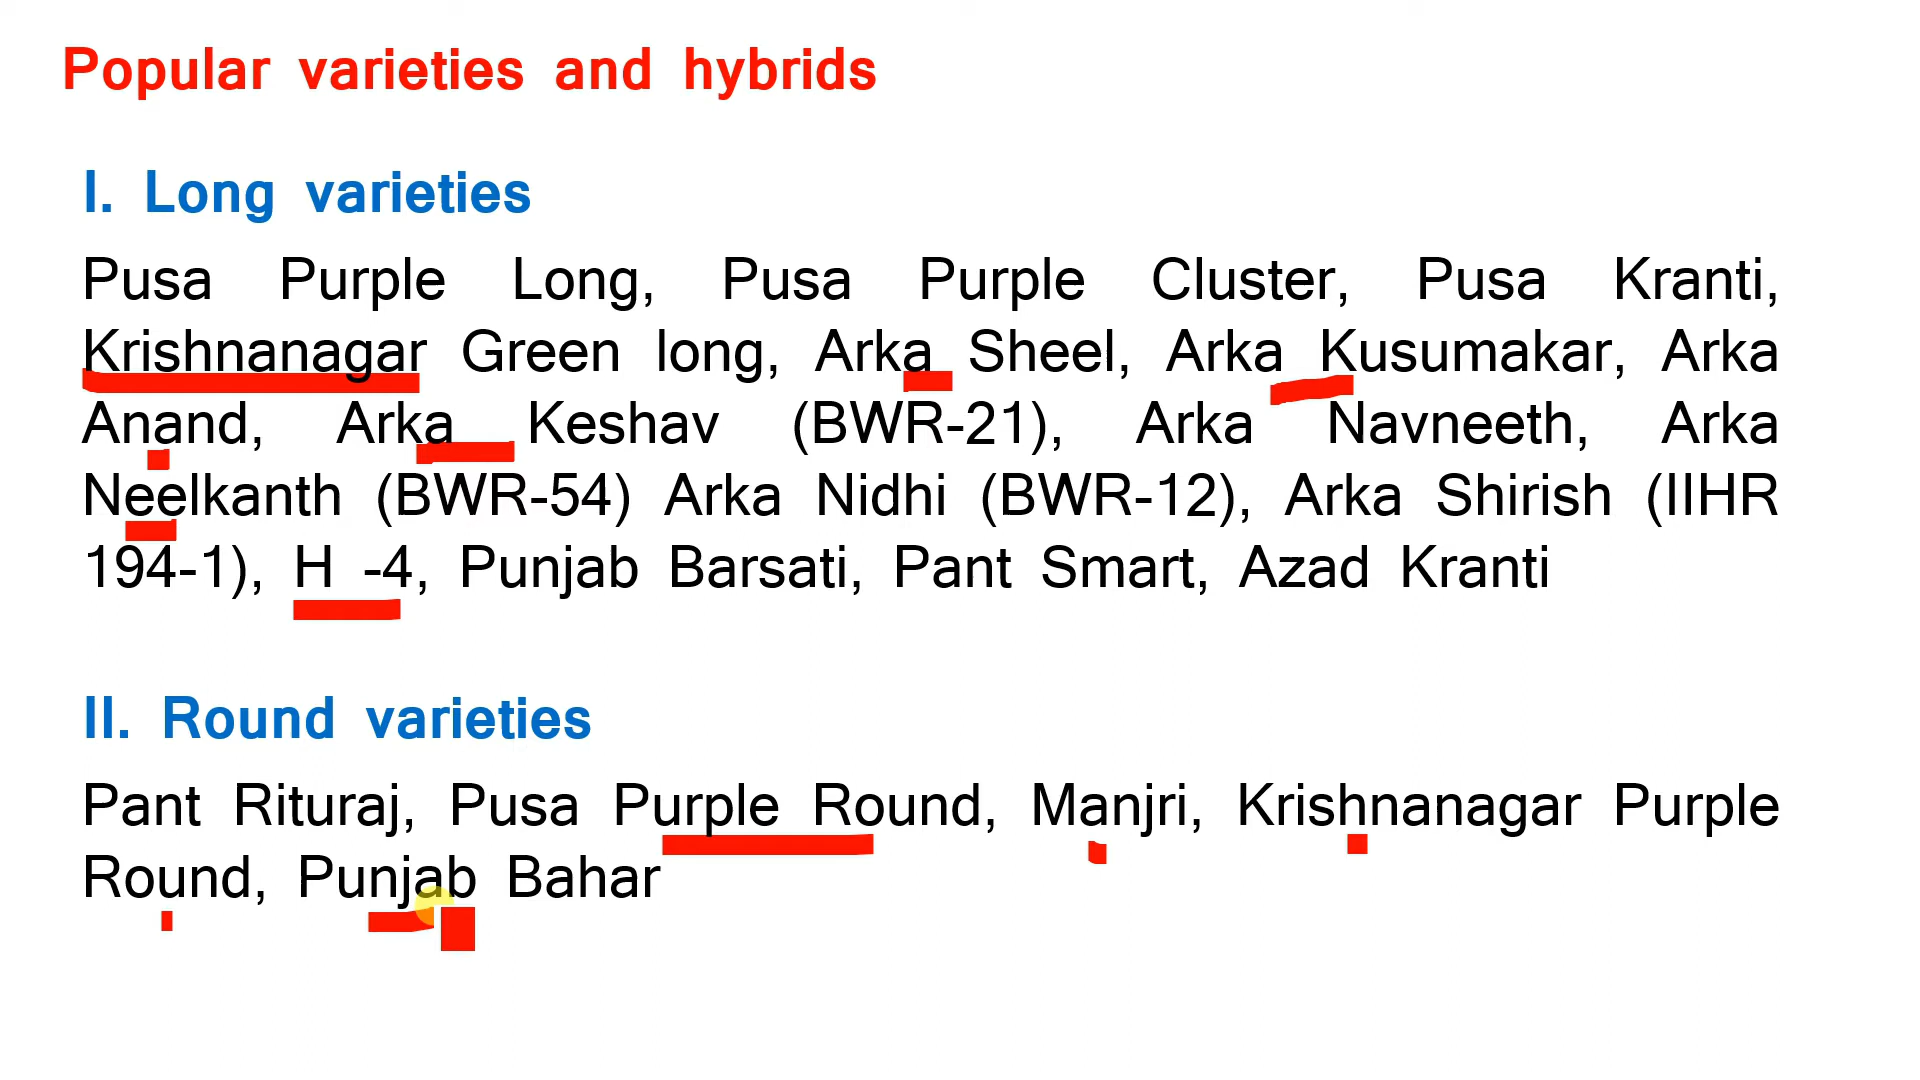 Popular varieties and hybrids
I. Long varieties
Pusa Purple Long, Pusa Purple Cluster, Pusa Kranti,
Krishnanagar Green long, Arka Sheel, Arka Kusumakar, Arka
Anand, Arka Keshav (BWR-21), Arka Navneeth, Arka
Neelkanth (BWR-54) Arka Nidhi (BWR-12), Arka Shirish (IIHR
194-1), H -4, Punjab Barsati, Pant Smart, Azad Kranti
II. Round varieties
Pant Rituraj, Pusa Purple Round, Manjri, Krishnanagar Purple
Round, Punjab Bahar